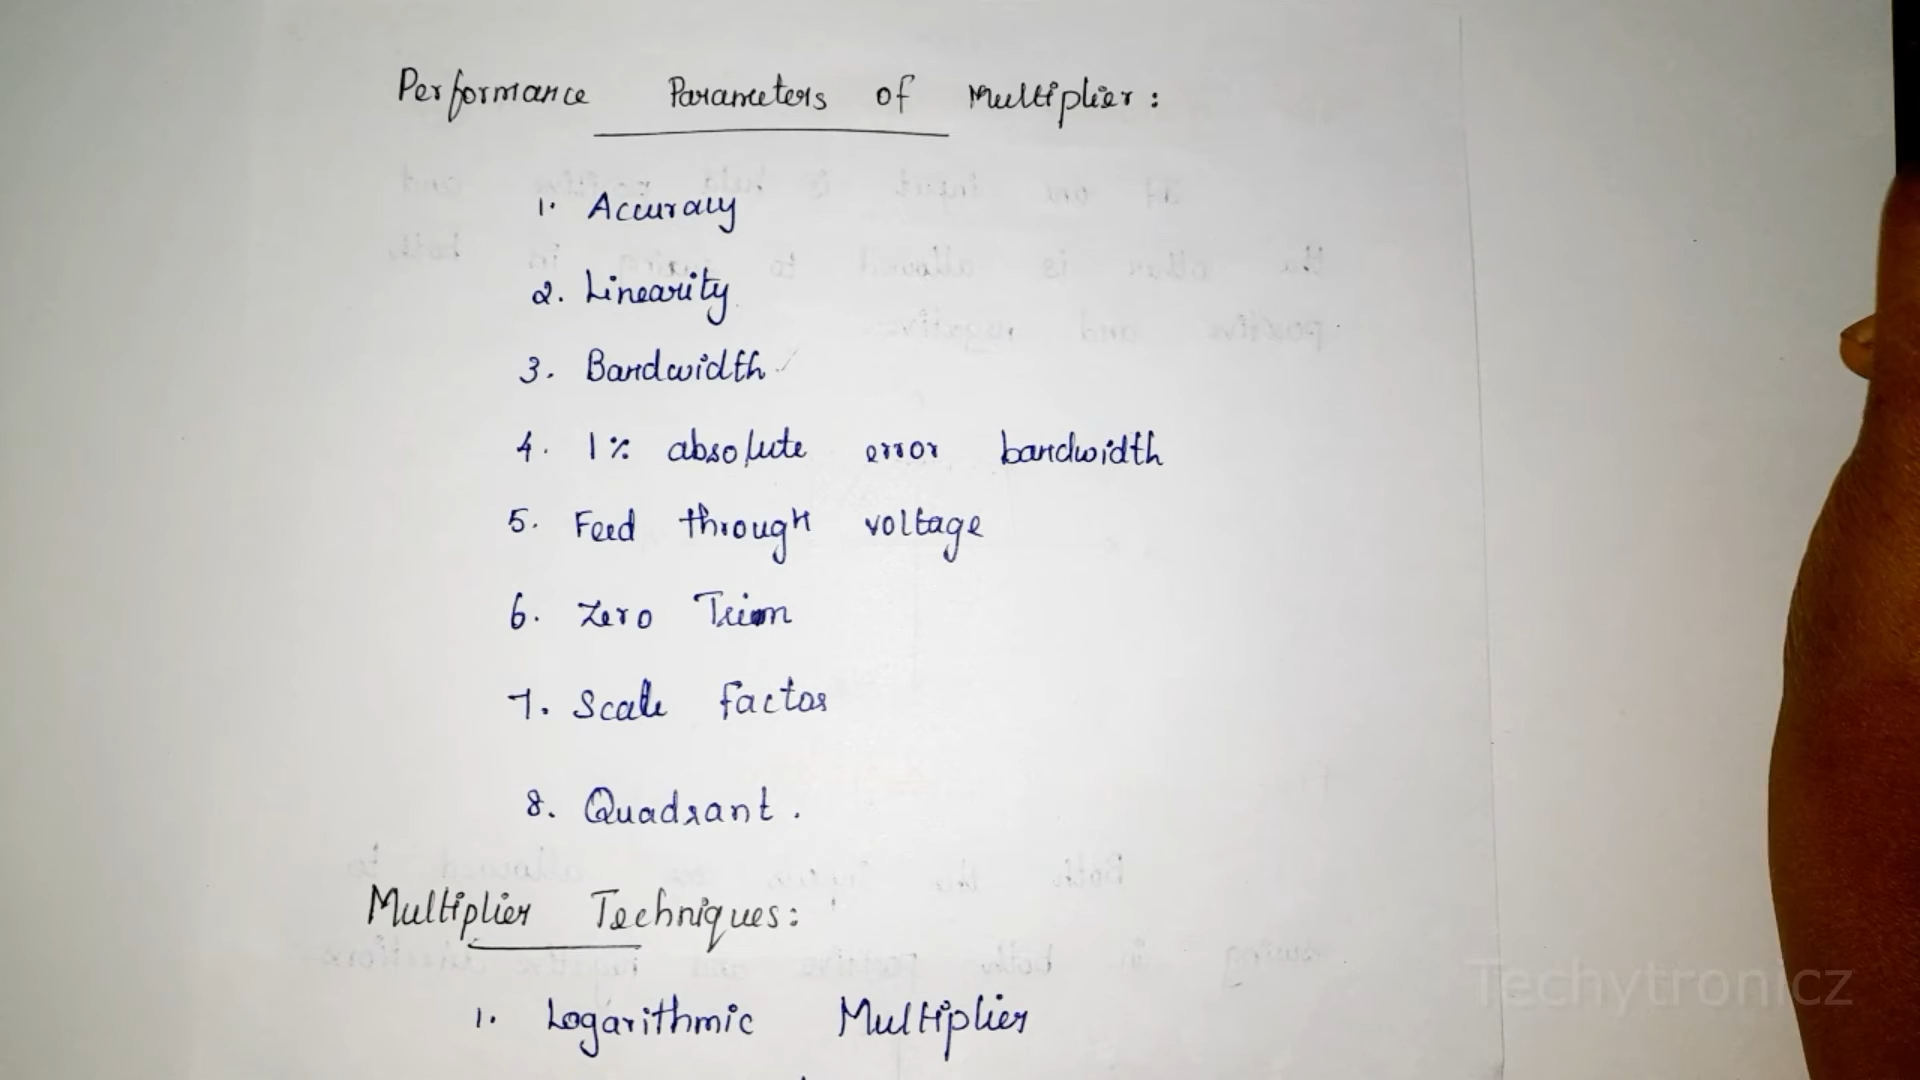 Performance Parameters of Multiplier:
1. Accuracy
2. Linearity
3. Bandwidth
4. 1% absolute error bandwidth
5. Feed through voltage
6. Zero Trim
7. Scale factor
8. Quadrant.
Multiplier Techniques:
1. Logarithmic Multiplier
Techytronicz